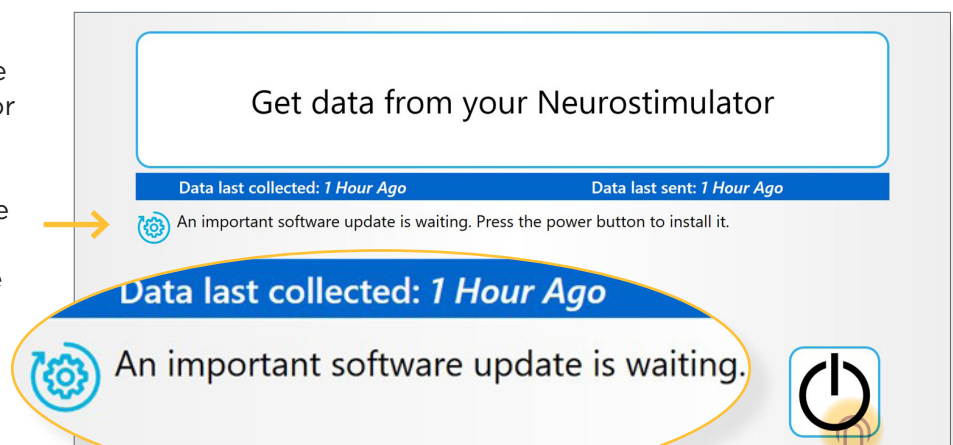 Get data from your Neurostimulator
Data last collected: 1 Hour Ago Data last sent: 1 Hour Ago
An important software update is waiting. Press the power button to install it.
Data last collected: 1 Hour Ago
An important software update is waiting.